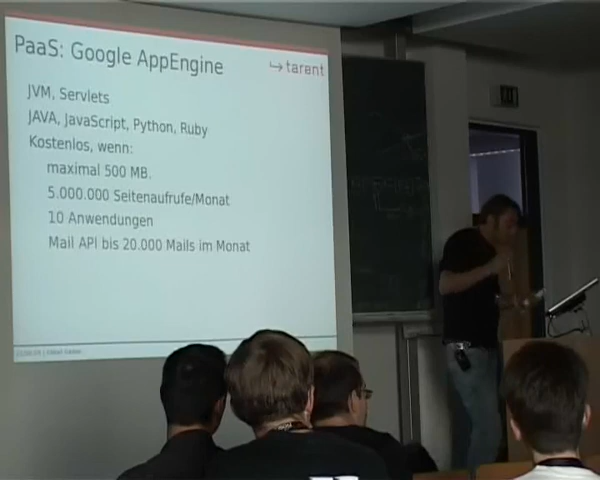 PaaS: Google AppEngine
tarent
JVM, Servlets
JAVA, JavaScript, Python, Ruby
Kostenlos, wenn:
maximal 500 MB.
5.000.000 Seitenaufrufe/Monat
10 Anwendungen
Mail API bis 20.000 Mails im Monat